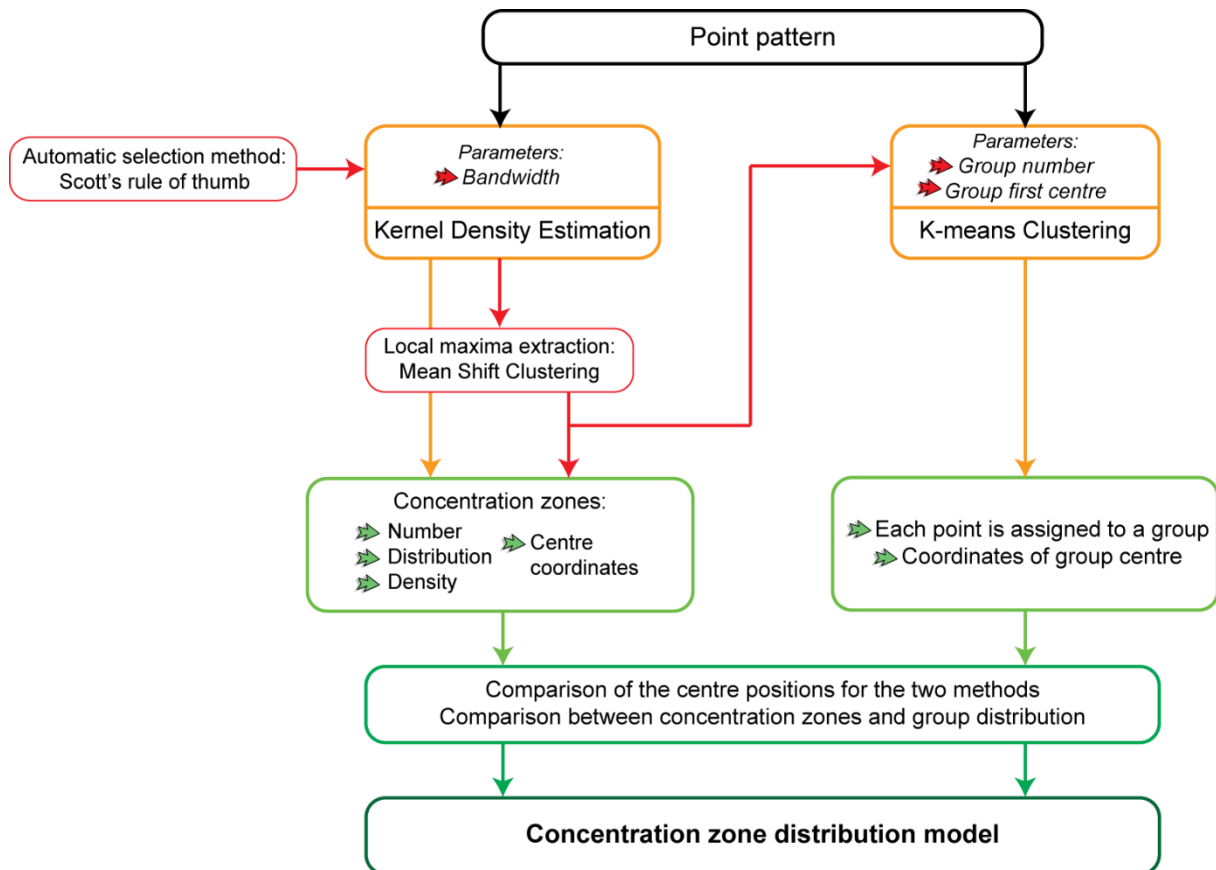 Point pattern
Automatic selection method:
Scott's rule of thumb
Parameters:
Bandwidth
Kernel Density Estimation
Parameters:
Group number
Group first centre
K-means Clustering
Local maxima extraction:
Mean Shift Clustering
Concentration zones:
Number
Distribution
Density
Centre
coordinates
Each point is assigned to a group
Coordinates of group centre
Comparison of the centre positions for the two methods
Comparison between concentration zones and group distribution
Concentration zone distribution model